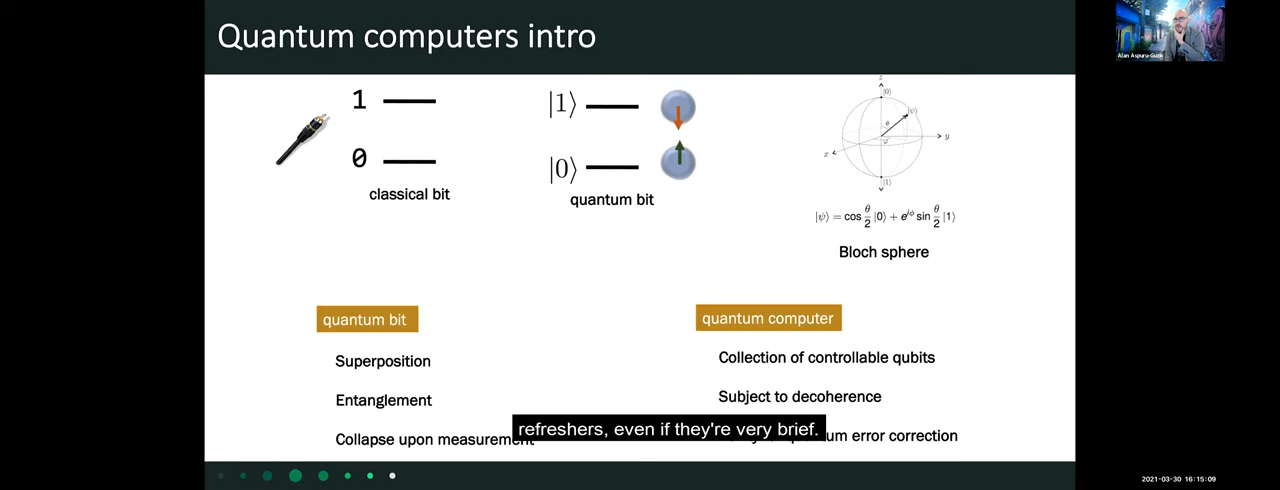 Quantum computers intro
Alan Aspuru-Guzik
1
0
classical bit
|1⟩
|0⟩
quantum bit
z
|0⟩
|ψ⟩
θ
φ
y
x
|1⟩
|ψ⟩ = cos θ/2 |0⟩ + e^{iφ} sin θ/2 |1⟩
Bloch sphere
quantum bit
Superposition
Entanglement
Collapse upon measurement
quantum computer
Collection of controllable qubits
Subject to decoherence
um error correction
refreshers, even if they're very brief.
2021-03-30 16:15:09